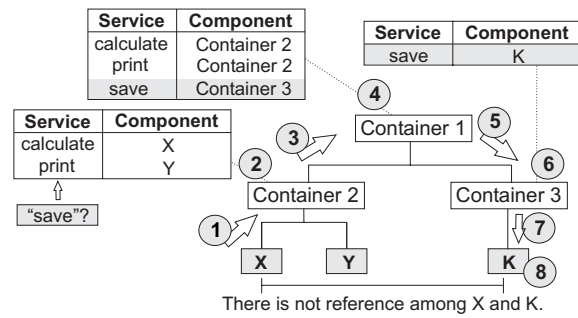 Service Component
calculate Container 2
print Container 2
save Container 3
Service Component
save K
4
3
Container 1
5
Service Component
calculate X
print Y
2
6
"save"?
Container 2
Container 3
1
7
X
Y
K
8
There is not reference among X and K.